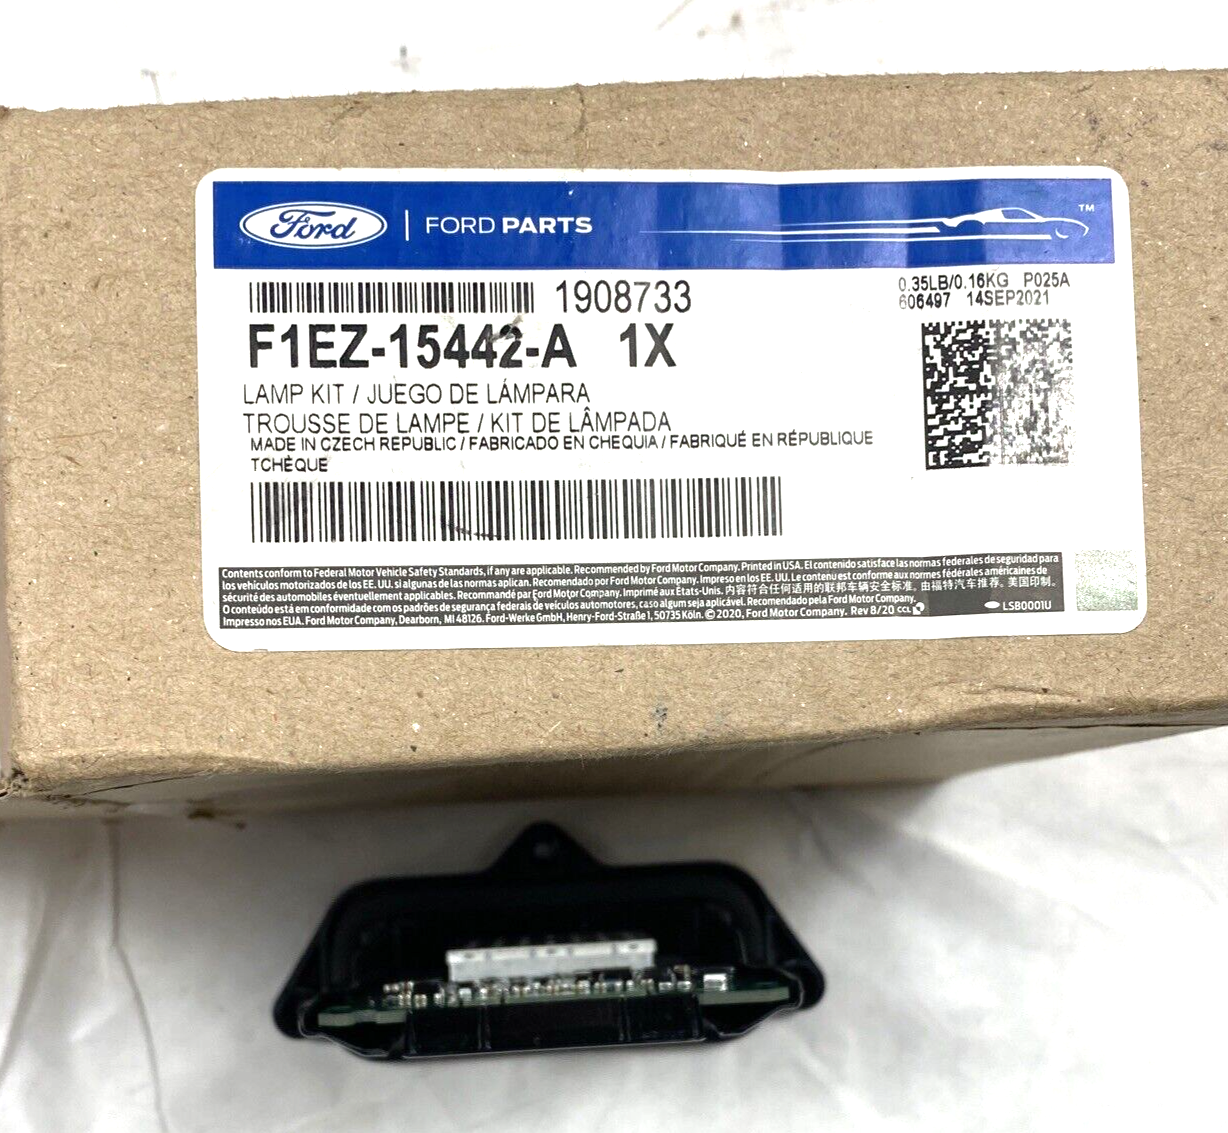 Ford | FORD PARTS ™
1908733
0.35LB/0.16KG P025A
606497 14SEP2021
F1EZ-15442-A 1X
LAMP KIT / JUEGO DE LÁMPARA
TROUSSE DE LAMPE / KIT DE LÂMPADA
MADE IN CZECH REPUBLIC / FABRICADO EN CHEQUIA / FABRIQUÉ EN RÉPUBLIQUE
TCHÈQUE
Contents conform to Federal Motor Vehicle Safety Standards, if any are applicable. Recommended by Ford Motor Company. Printed in USA. El contenido satisface las normas federales de seguridad para
los vehículos motorizados de los EE. UU. si algunas de las normas aplican. Recomendado por Ford Motor Company. Impreso en los EE. UU. Le contenu est conforme aux normes fédérales américaines de
sécurité des automobiles éventuellement applicables. Recommandé par Ford Motor Company. Imprimé aux États-Unis. 内容符合任何适用的联邦车辆安全标准。由福特汽车推荐。美国印制。
O conteúdo está em conformidade com os padrões de segurança federais de veículos automotores, caso algum seja aplicável. Recomendado pela Ford Motor Company.
Impresso nos EUA. Ford Motor Company, Dearborn, MI 48126. Ford-Werke GmbH, Henry-Ford-Straße 1, 50735 Köln. © 2020, Ford Motor Company. Rev 8/20 CCL
LSB0001U